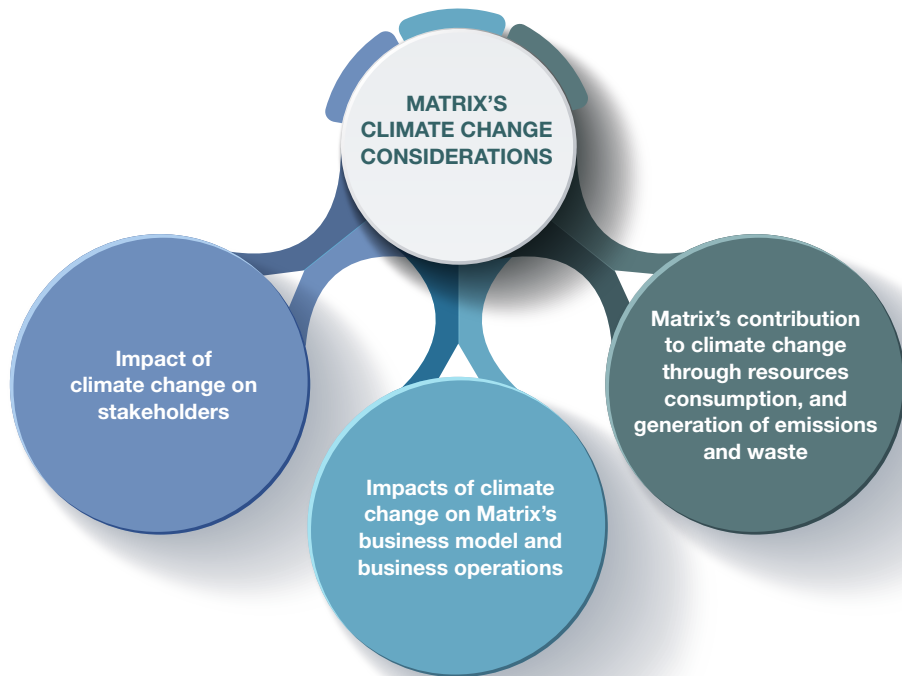 MATRIX’S
CLIMATE CHANGE
CONSIDERATIONS
Impact of
climate change on
stakeholders
Impacts of climate
change on Matrix’s
business model and
business operations
Matrix’s contribution
to climate change
through resources
consumption, and
generation of emissions
and waste